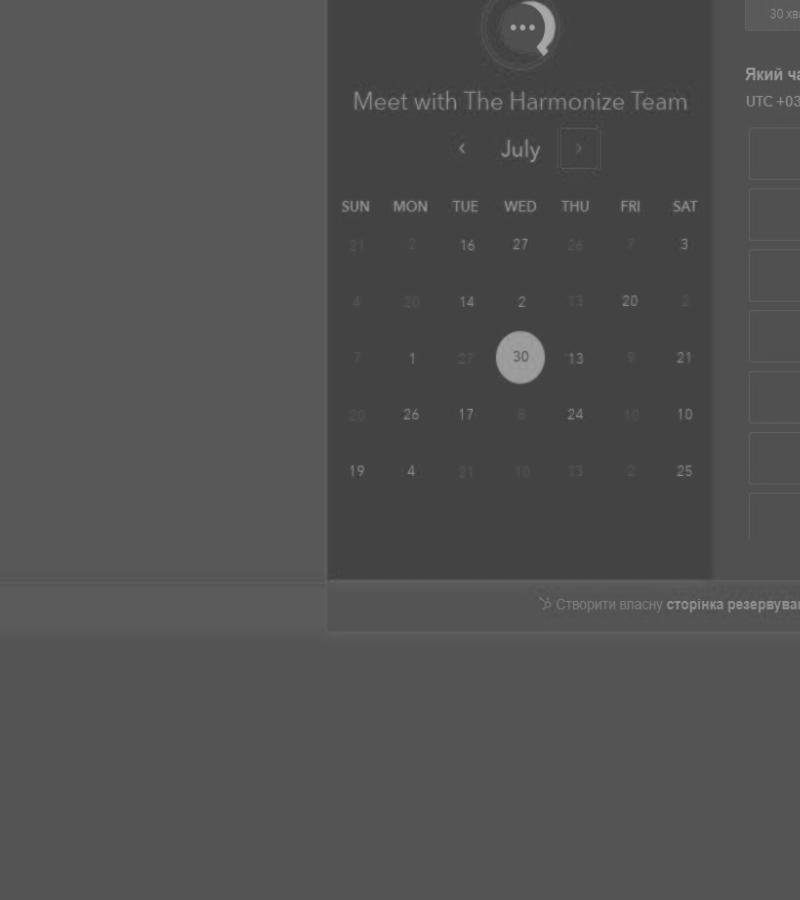 30 хв
Який ча
Meet with The Harmonize Team
UTC +03
July
SUN MON TUE WED THU FRI SAT
21 2 16 27 26 7 3
4 20 14 2 13 20 2
7 1 27 30 13 9 21
20 26 17 8 24 10 10
19 4 21 10 13 2 25
Створити власну сторінка резервува